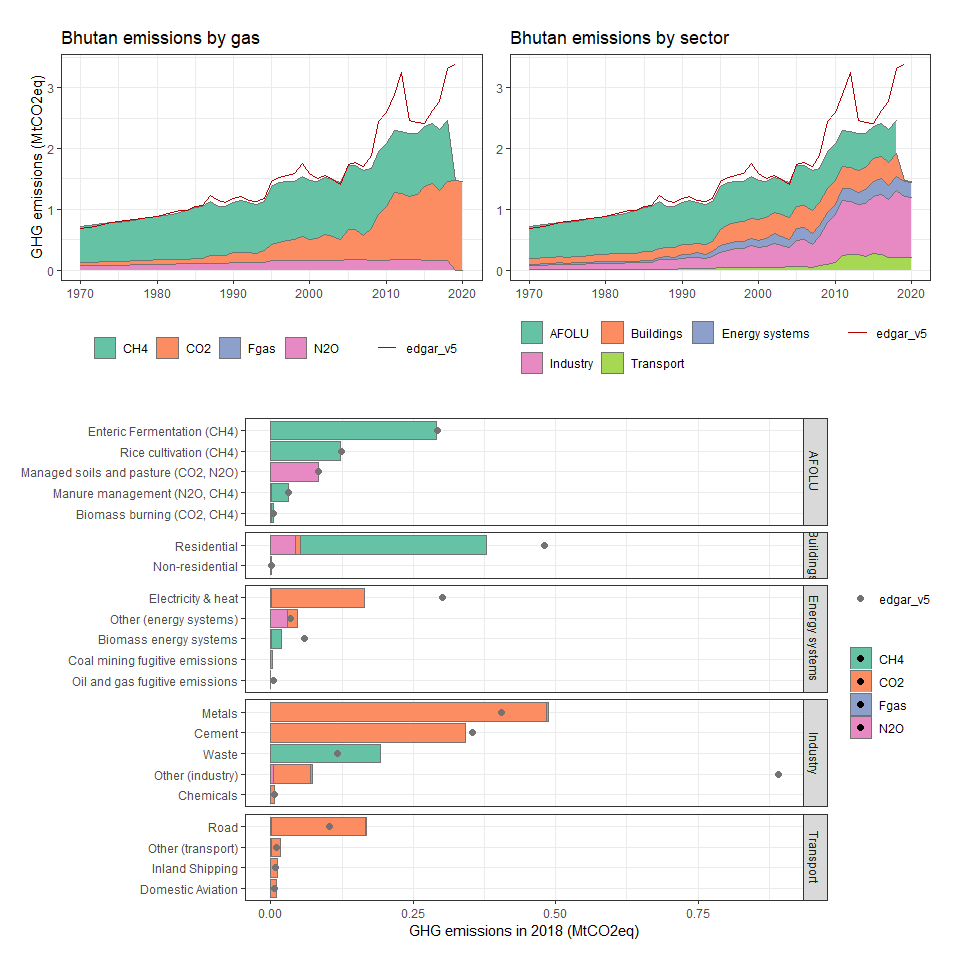 Bhutan emissions by gas
GHG emissions (MtCO2eq)
3
2
1
0
1970 1980 1990 2000 2010 2020
CH4 CO2 Fgas N2O edgar_v5
Bhutan emissions by sector
3
2
1
0
1970 1980 1990 2000 2010 2020
AFOLU Buildings Energy systems edgar_v5
Industry Transport
Enteric Fermentation (CH4)
Rice cultivation (CH4)
Managed soils and pasture (CO2, N2O)
Manure management (N2O, CH4)
Biomass burning (CO2, CH4)
AFOLU
Residential
Non-residential
Buildings
Electricity & heat
Other (energy systems)
Biomass energy systems
Coal mining fugitive emissions
Oil and gas fugitive emissions
Energy systems
Metals
Cement
Waste
Other (industry)
Chemicals
Industry
Road
Other (transport)
Inland Shipping
Domestic Aviation
Transport
0.00 0.25 0.50 0.75
GHG emissions in 2018 (MtCO2eq)
edgar_v5
CH4
CO2
Fgas
N2O